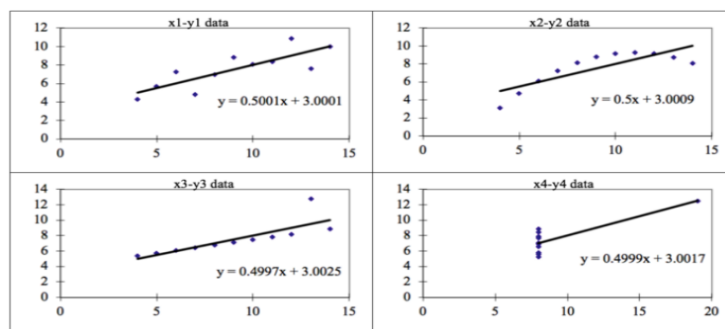 x1-y1 data
12
10
8
6
4
2
0
y = 0.5001x + 3.0001
0 5 10 15
x2-y2 data
12
10
8
6
4
2
0
y = 0.5x + 3.0009
0 5 10 15
x3-y3 data
14
12
10
8
6
4
2
0
y = 0.4997x + 3.0025
0 5 10 15
x4-y4 data
14
12
10
8
6
4
2
0
y = 0.4999x + 3.0017
0 5 10 15 20